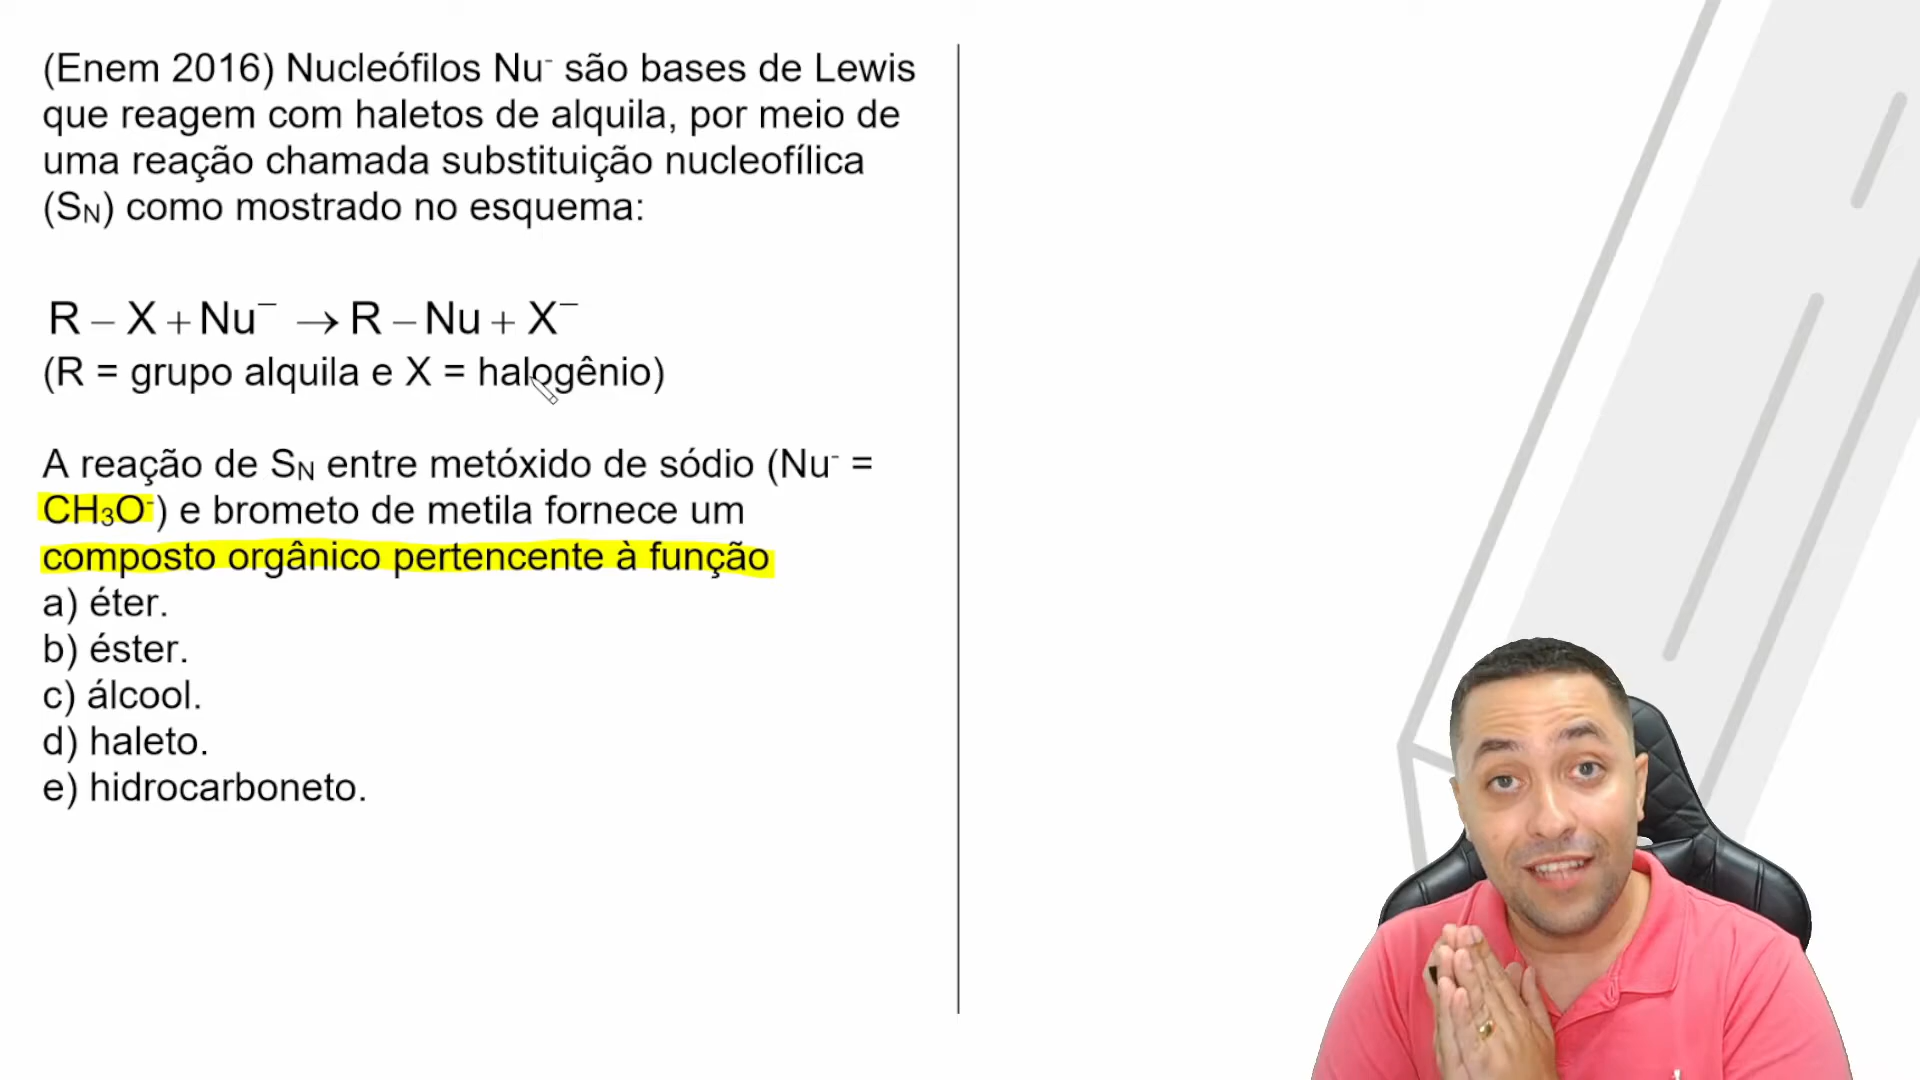 (Enem 2016) Nucleófilos Nu⁻ são bases de Lewis
que reagem com haletos de alquila, por meio de
uma reação chamada substituição nucleofílica
(S_N) como mostrado no esquema:
R – X + Nu⁻ → R – Nu + X⁻
(R = grupo alquila e X = halogênio)
A reação de S_N entre metóxido de sódio (Nu⁻ =
CH₃O⁻) e brometo de metila fornece um
composto orgânico pertencente à função
a) éter.
b) éster.
c) álcool.
d) haleto.
e) hidrocarboneto.